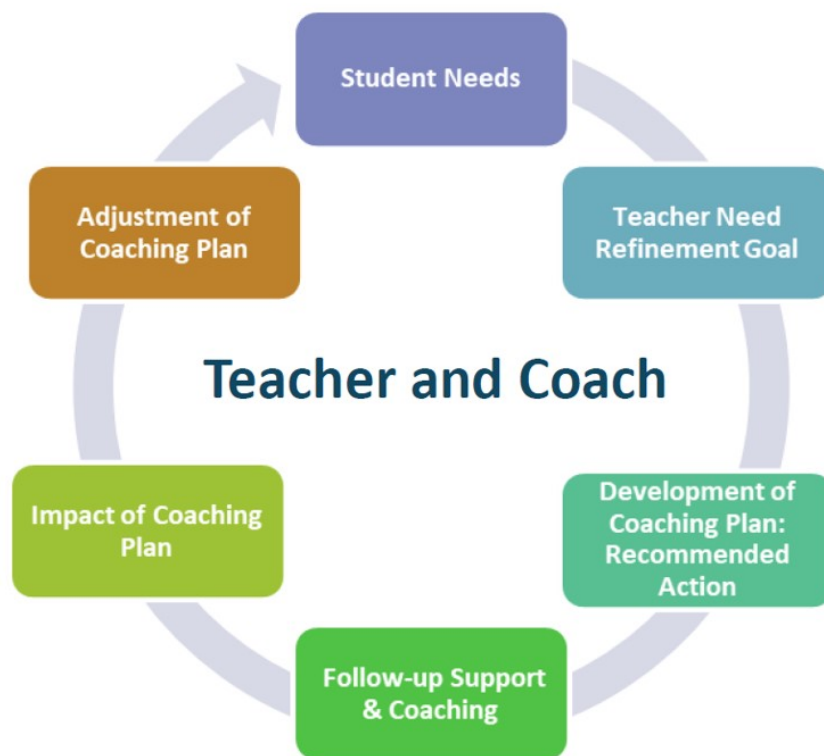 Student Needs
Teacher Need
Refinement Goal
Development of
Coaching Plan:
Recommended
Action
Follow-up Support
& Coaching
Impact of Coaching
Plan
Adjustment of
Coaching Plan
Teacher and Coach